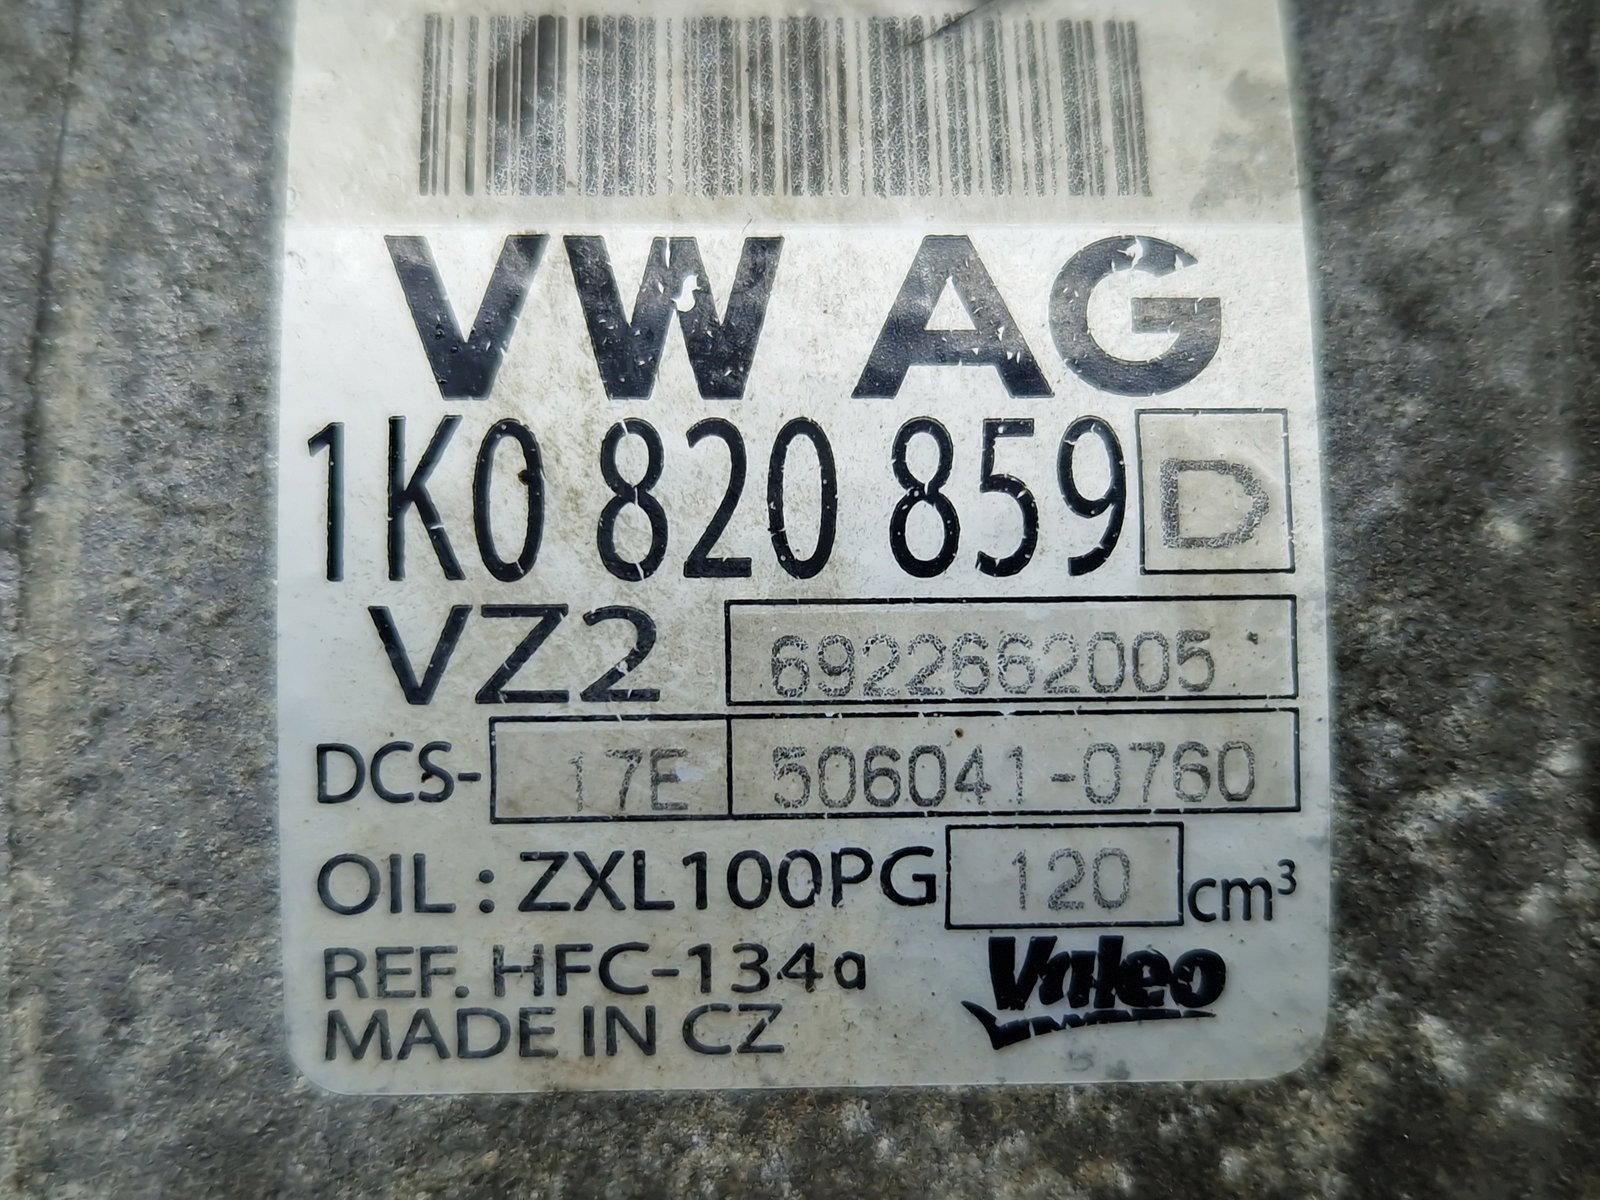 VW AG
1K0 820 859 D
VZ2 6922662005
DCS- 17E 506041-0760
OIL : ZXL100PG 120 cm³
REF. HFC-134a
MADE IN CZ Valeo